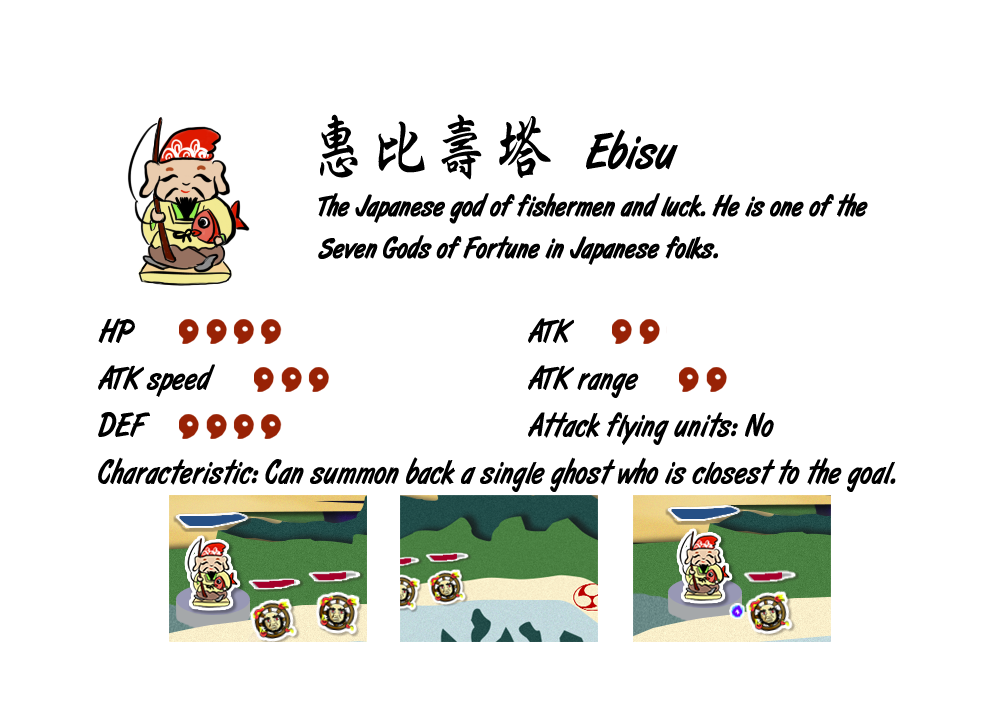 惠比壽塔 Ebisu
The Japanese god of fishermen and luck. He is one of the
Seven Gods of Fortune in Japanese folks.
HP
ATK
ATK speed
ATK range
DEF
Attack flying units: No
Characteristic: Can summon back a single ghost who is closest to the goal.